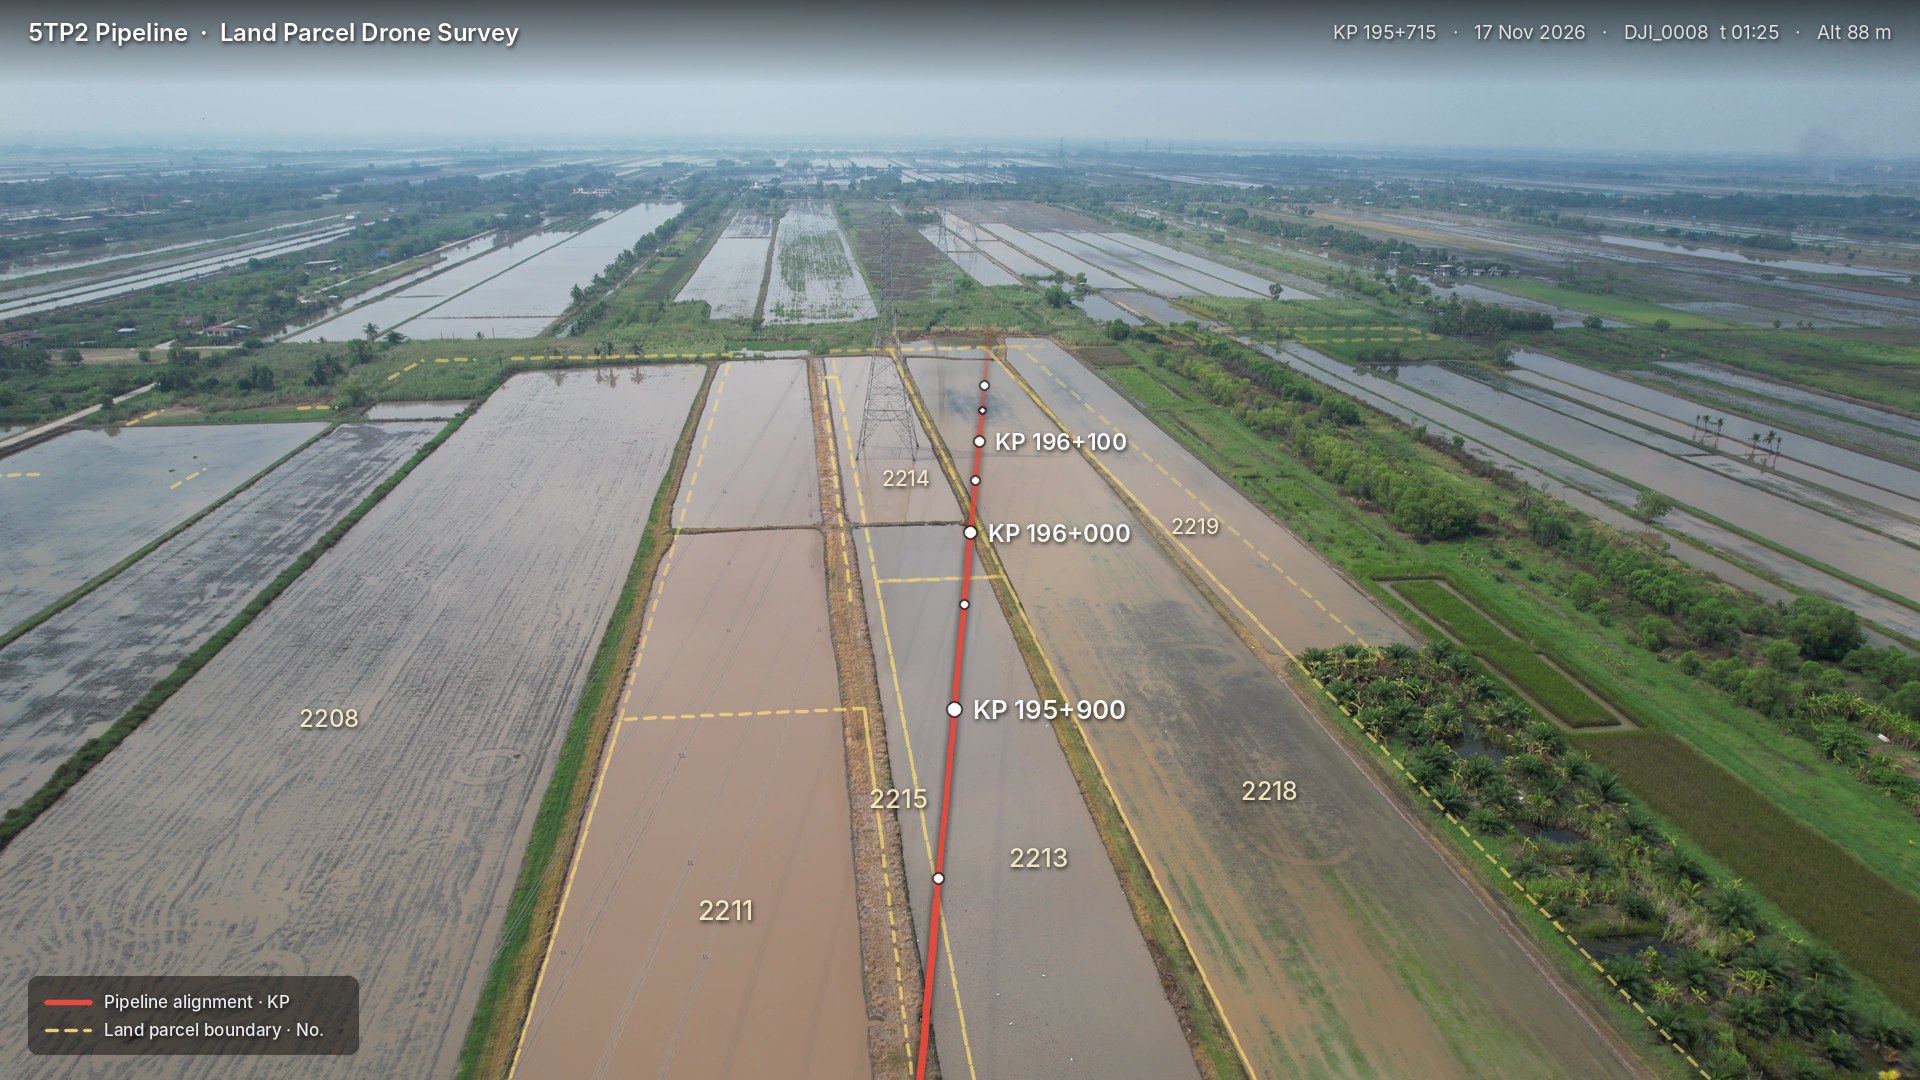 5TP2 Pipeline · Land Parcel Drone Survey
KP 195+715 · 17 Nov 2026 · DJI_0008 t 01:25 · Alt 88 m
KP 196+100
2214
2219
KP 196+000
2208
KP 195+900
2215
2218
2213
2211
Pipeline alignment · KP
Land parcel boundary · No.